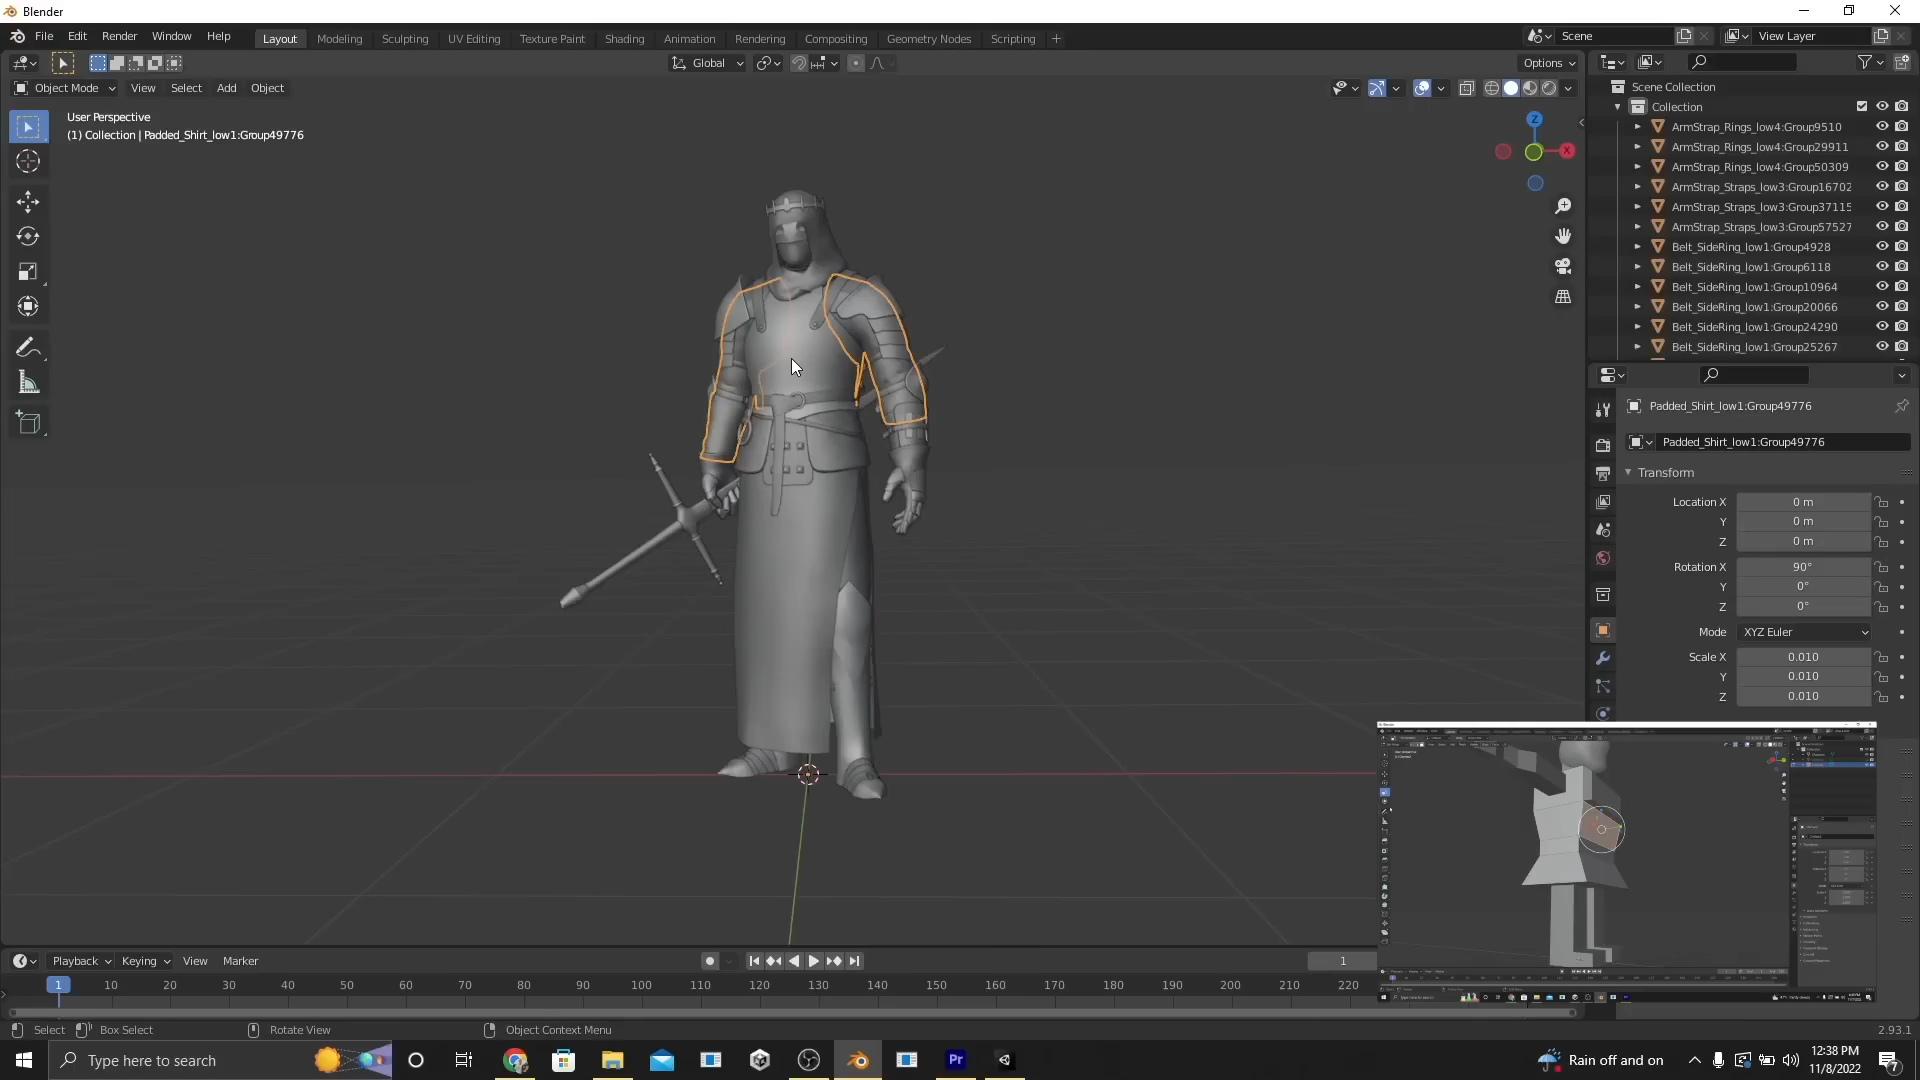 Blender
File Edit Render Window Help
Layout Modeling Sculpting UV Editing Texture Paint Shading Animation Rendering Compositing Geometry Nodes Scripting +
Scene
View Layer
Global
Options
Object Mode View Select Add Object
User Perspective
(1) Collection | Padded_Shirt_low1:Group49776
Z
X
Scene Collection
Collection
ArmStrap_Rings_low4:Group9510
ArmStrap_Rings_low4:Group29911
ArmStrap_Rings_low4:Group50309
ArmStrap_Straps_low3:Group16702
ArmStrap_Straps_low3:Group37115
ArmStrap_Straps_low3:Group57527
Belt_SideRing_low1:Group4928
Belt_SideRing_low1:Group6118
Belt_SideRing_low1:Group10964
Belt_SideRing_low1:Group20066
Belt_SideRing_low1:Group24290
Belt_SideRing_low1:Group25267
Padded_Shirt_low1:Group49776
Padded_Shirt_low1:Group49776
Transform
Location X 0 m
Y 0 m
Z 0 m
Rotation X 90°
Y 0°
Z 0°
Mode XYZ Euler
Scale X 0.010
Y 0.010
Z 0.010
Playback Keying View Marker
1
1 10 20 30 40 50 60 70 80 90 100 110 120 130 140 150 160 170 180 190 200 210 220
Select Box Select Rotate View Object Context Menu
2.93.1
Type here to search
Pr
Rain off and on
12:38 PM
11/8/2022
7